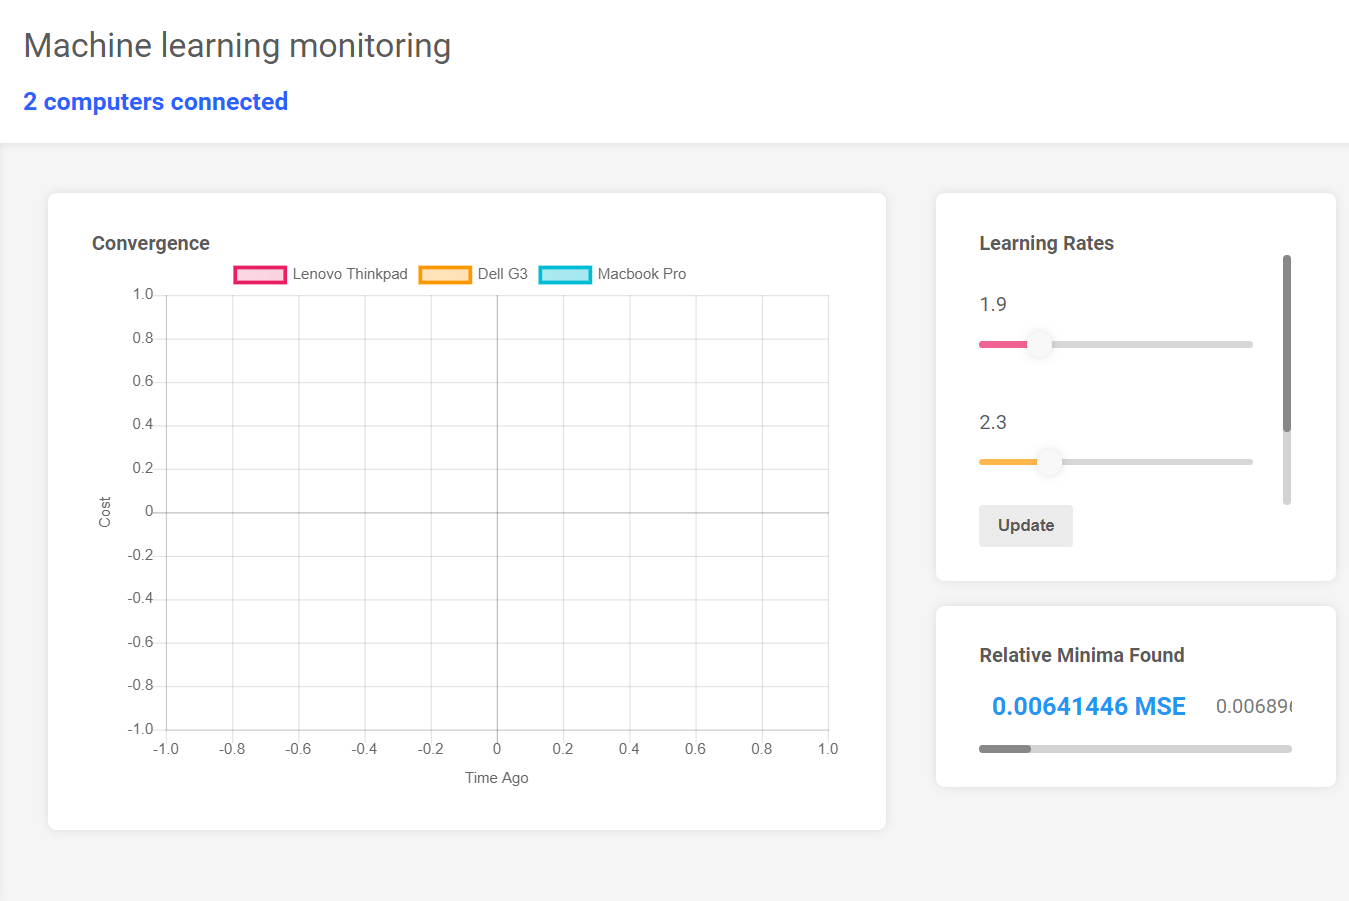 Machine learning monitoring
2 computers connected
Convergence
Lenovo Thinkpad Dell G3 Macbook Pro
1.0
0.8
0.6
0.4
0.2
0
-0.2
-0.4
-0.6
-0.8
-1.0
Cost
-1.0 -0.8 -0.6 -0.4 -0.2 0 0.2 0.4 0.6 0.8 1.0
Time Ago
Learning Rates
1.9
2.3
Update
Relative Minima Found
0.00641446 MSE